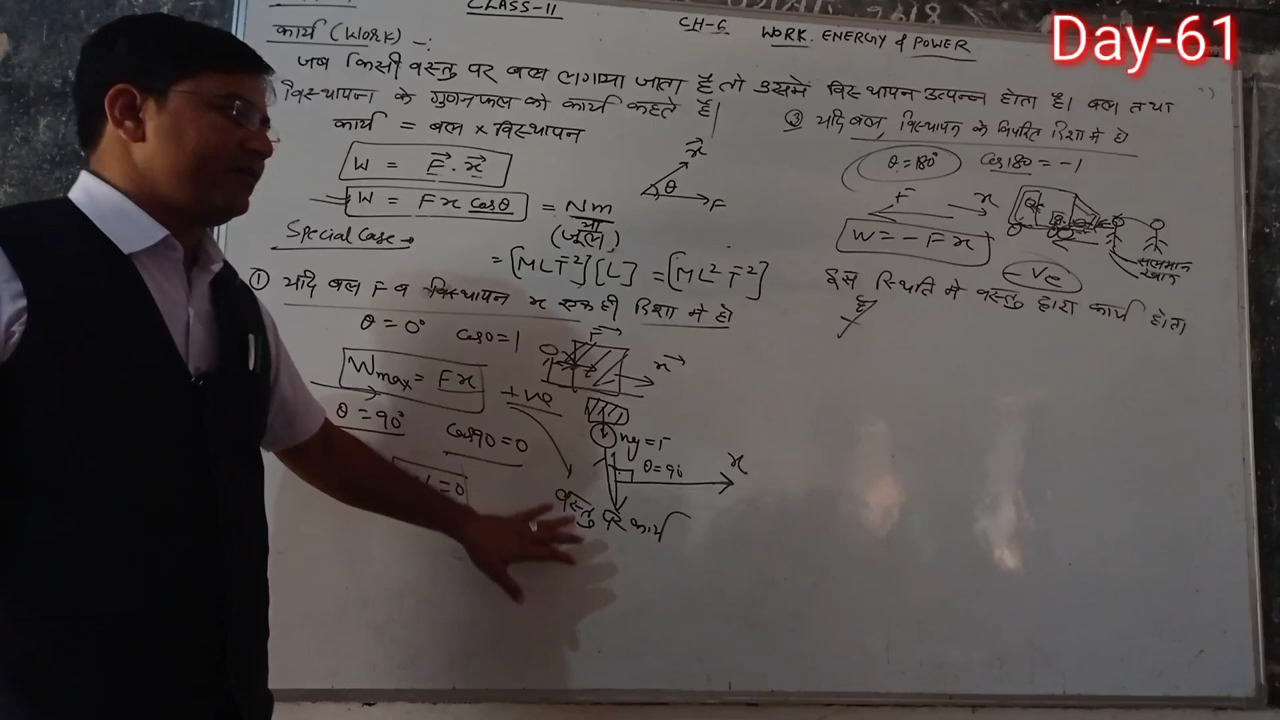 CLASS-11
CH-6 WORK. ENERGY & POWER
Day-61
कार्य (Work) -:
जब किसी वस्तु पर बल लगाया जाता है तो उसमें विस्थापन उत्पन्न होता है। बल तथा
विस्थापन के गुणनफल को कार्य कहते हैं।
कार्य = बल × विस्थापन
W = F⃗ . x⃗
W = Fx cosθ = Nm
या
(जूल)
= [MLT⁻²][L] = [ML²T⁻²]
x⃗
θ
F
Special Case →
① यदि बल F व विस्थापन x एक ही दिशा मे हो
θ = 0° cos0 = 1
F⃗
x⃗
Wmax = Fx
+ve
θ = 90°
cos90 = 0
= 0
mg = F
θ = 90
x
वस्तु पर कार्य
③ यदि बल, विस्थापन के विपरित दिशा मे हो
θ = 180° cos180 = -1
F x
W = - Fx
सलमान
खान
-ve
इस स्थिति मे वस्तु द्वारा कार्य होता
है